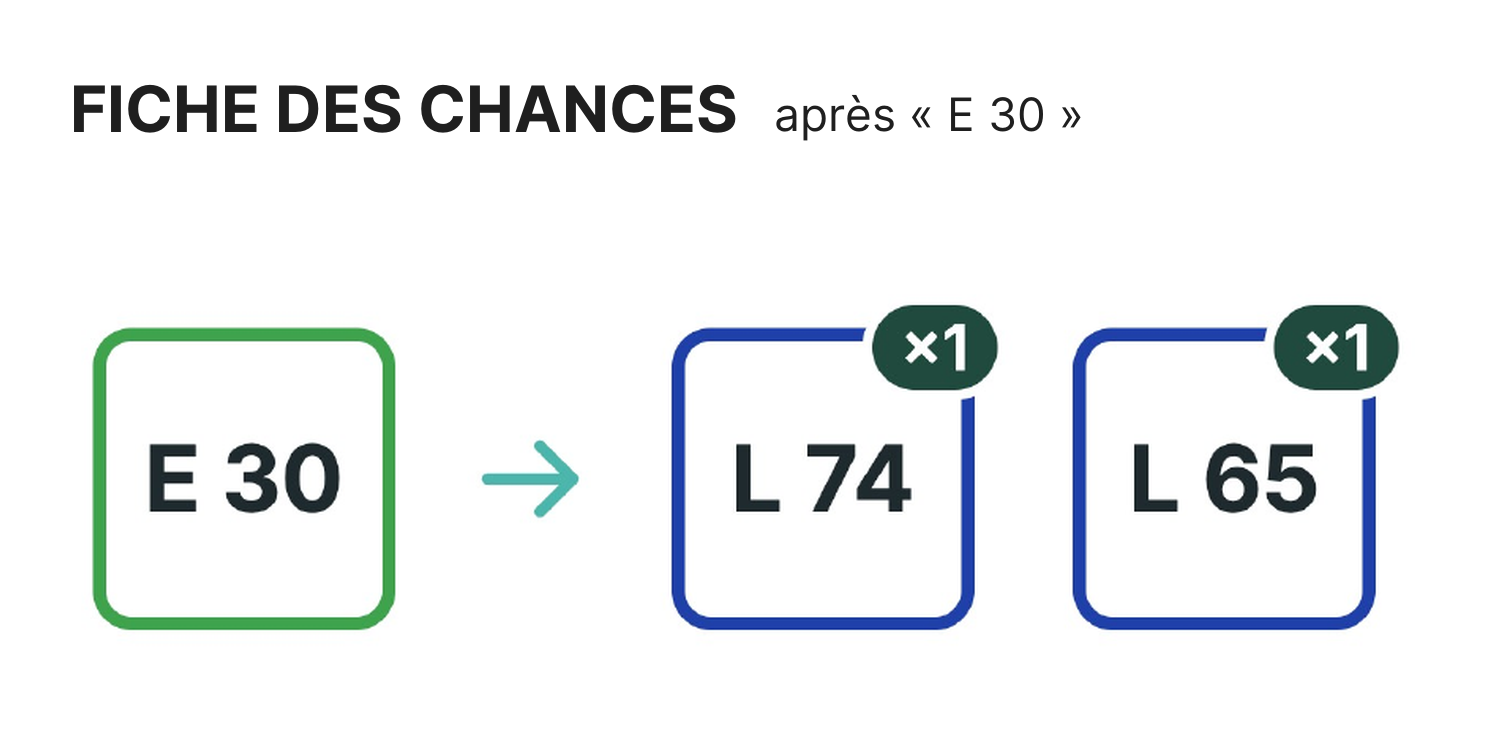 FICHE DES CHANCES après « E 30 »
×1 ×1
E 30 → L 74 L 65